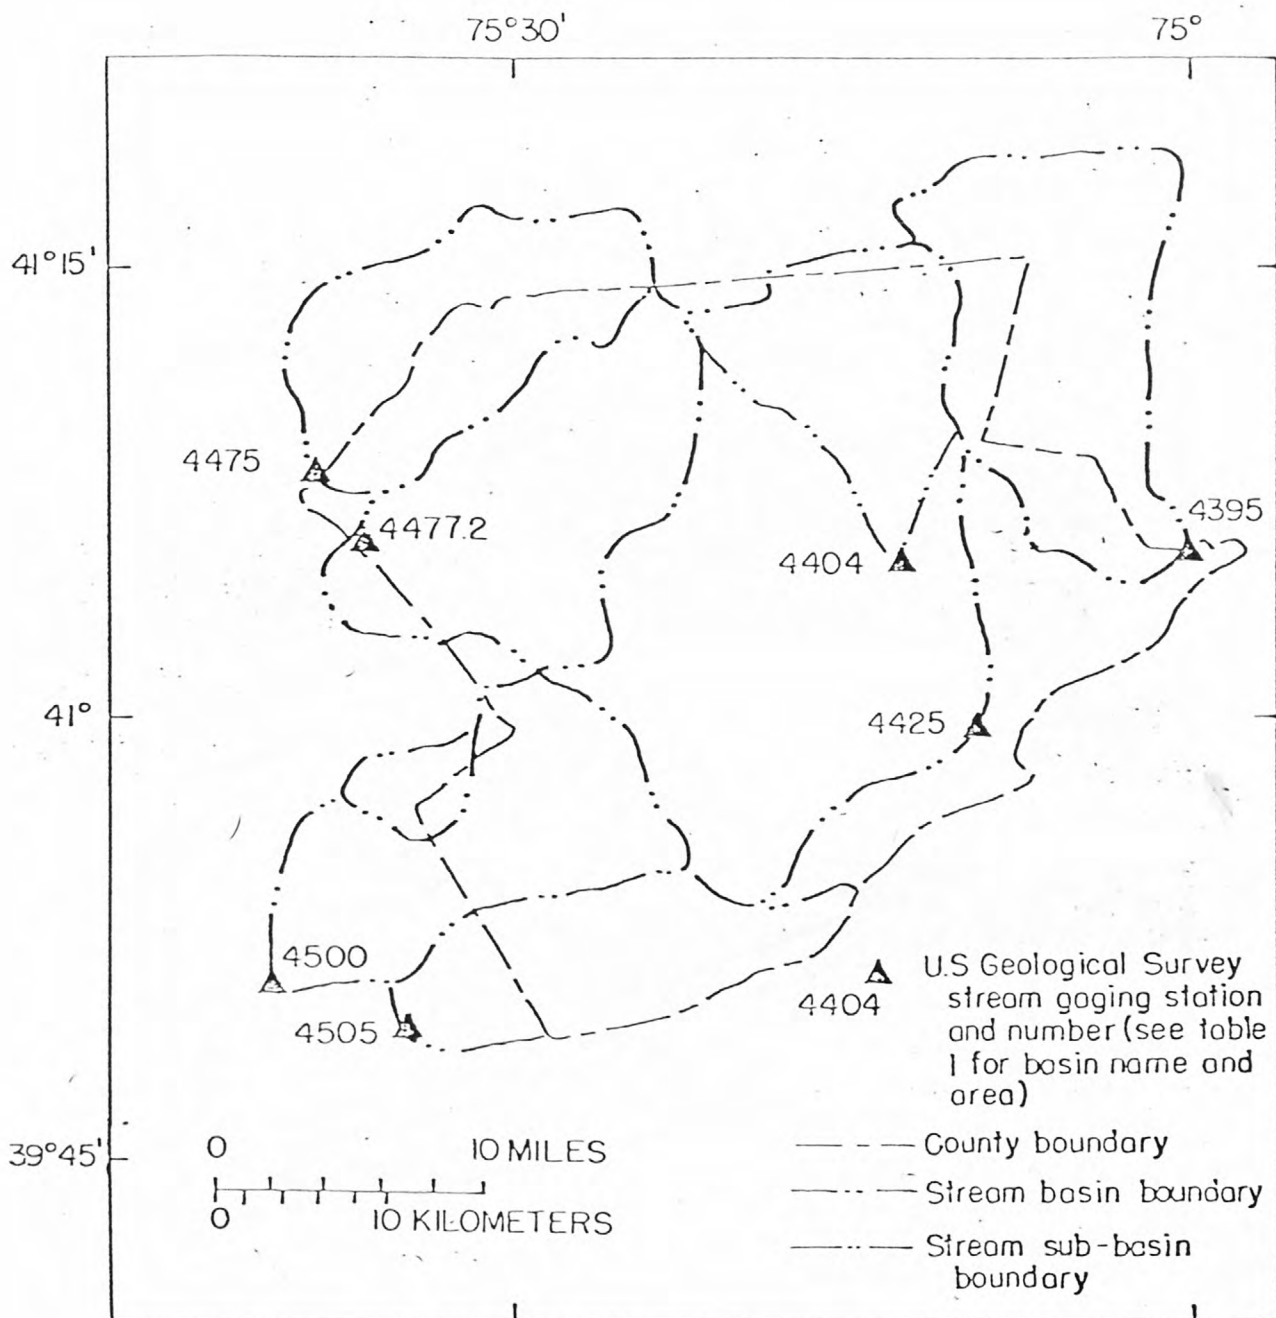 75°30'
75°
41°15'
4475
4477.2
4395
4404
41°
4425
4500
4505
4404
U.S Geological Survey
stream gaging station
and number (see table
1 for basin name and
area)
39°45'
0
10 MILES
0
10 KILOMETERS
County boundary
Stream basin boundary
Stream sub-basin
boundary